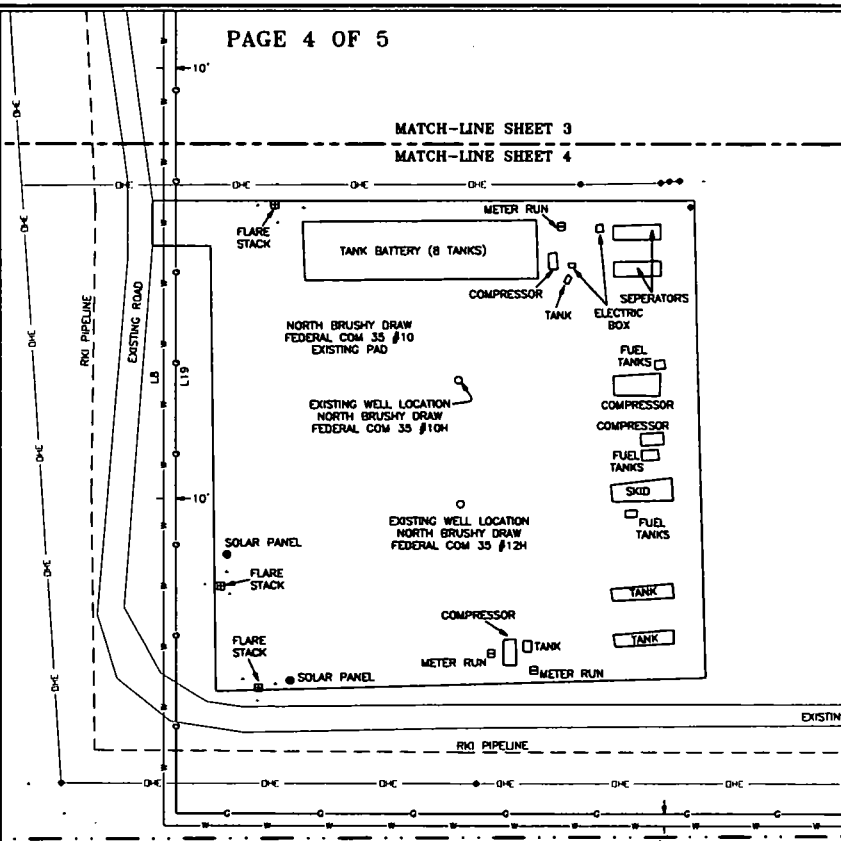 PAGE 4 OF 5
10'
MATCH-LINE SHEET 3
MATCH-LINE SHEET 4
OHE
OHE OHE OHE OHE OHE
METER RUN
FLARE
STACK
TANK BATTERY (8 TANKS)
COMPRESSOR
TANK
ELECTRIC
BOX
SEPERATORS
RKI PIPELINE
EXISTING ROAD
L8
L19
NORTH BRUSHY DRAW
FEDERAL COM 35 #10
EXISTING PAD
FUEL
TANKS
COMPRESSOR
EXISTING WELL LOCATION
NORTH BRUSHY DRAW
FEDERAL COM 35 #10H
COMPRESSOR
FUEL
TANKS
SKID
10'
EXISTING WELL LOCATION
NORTH BRUSHY DRAW
FEDERAL COM 35 #12H
FUEL
TANKS
SOLAR PANEL
FLARE
STACK
TANK
COMPRESSOR
FLARE
STACK
TANK
TANK
METER RUN
METER RUN
SOLAR PANEL
EXISTIN
RKI PIPELINE
OHE OHE OHE OHE OHE OHE
G G G G G
W W W W W W W W W